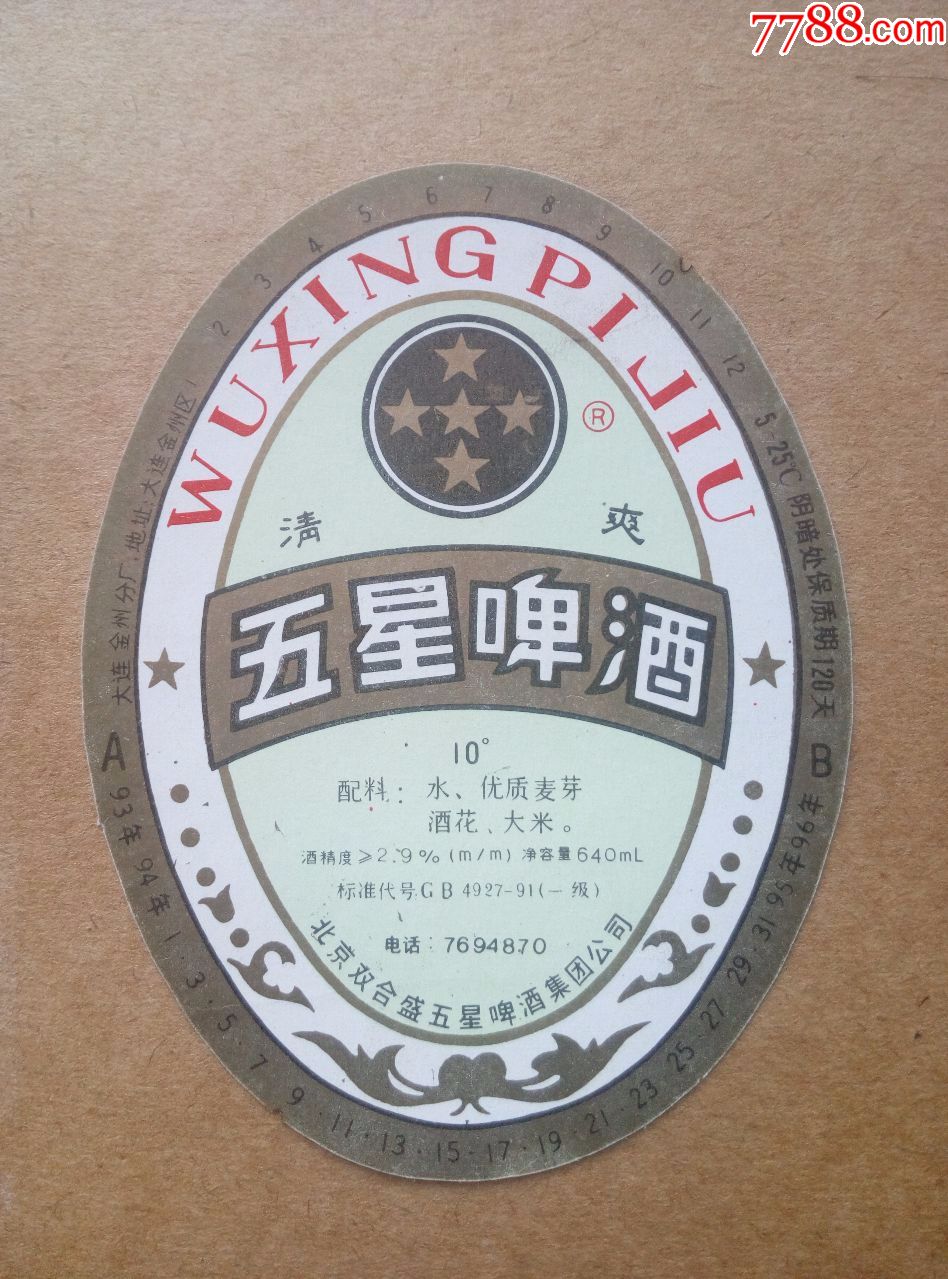 7788.com
1 2 3 4 5 6 7 8 9 10 11 12
5-25℃ 阴暗处保质期120天
WUXING PIJIU
®
清爽
五星啤酒
10°
配料：水、优质麦芽
酒花、大米。
酒精度≥2.9%(m/m) 净容量640mL
标准代号GB 4927-91(一级)
电话：7694870
北京双合盛五星啤酒集团公司
大连金州分厂,地址:大连金州区
A 93年 94年 1·3·5·7·9·11·13·15·17·19·21·23·25·27·29·31 95年96年 B